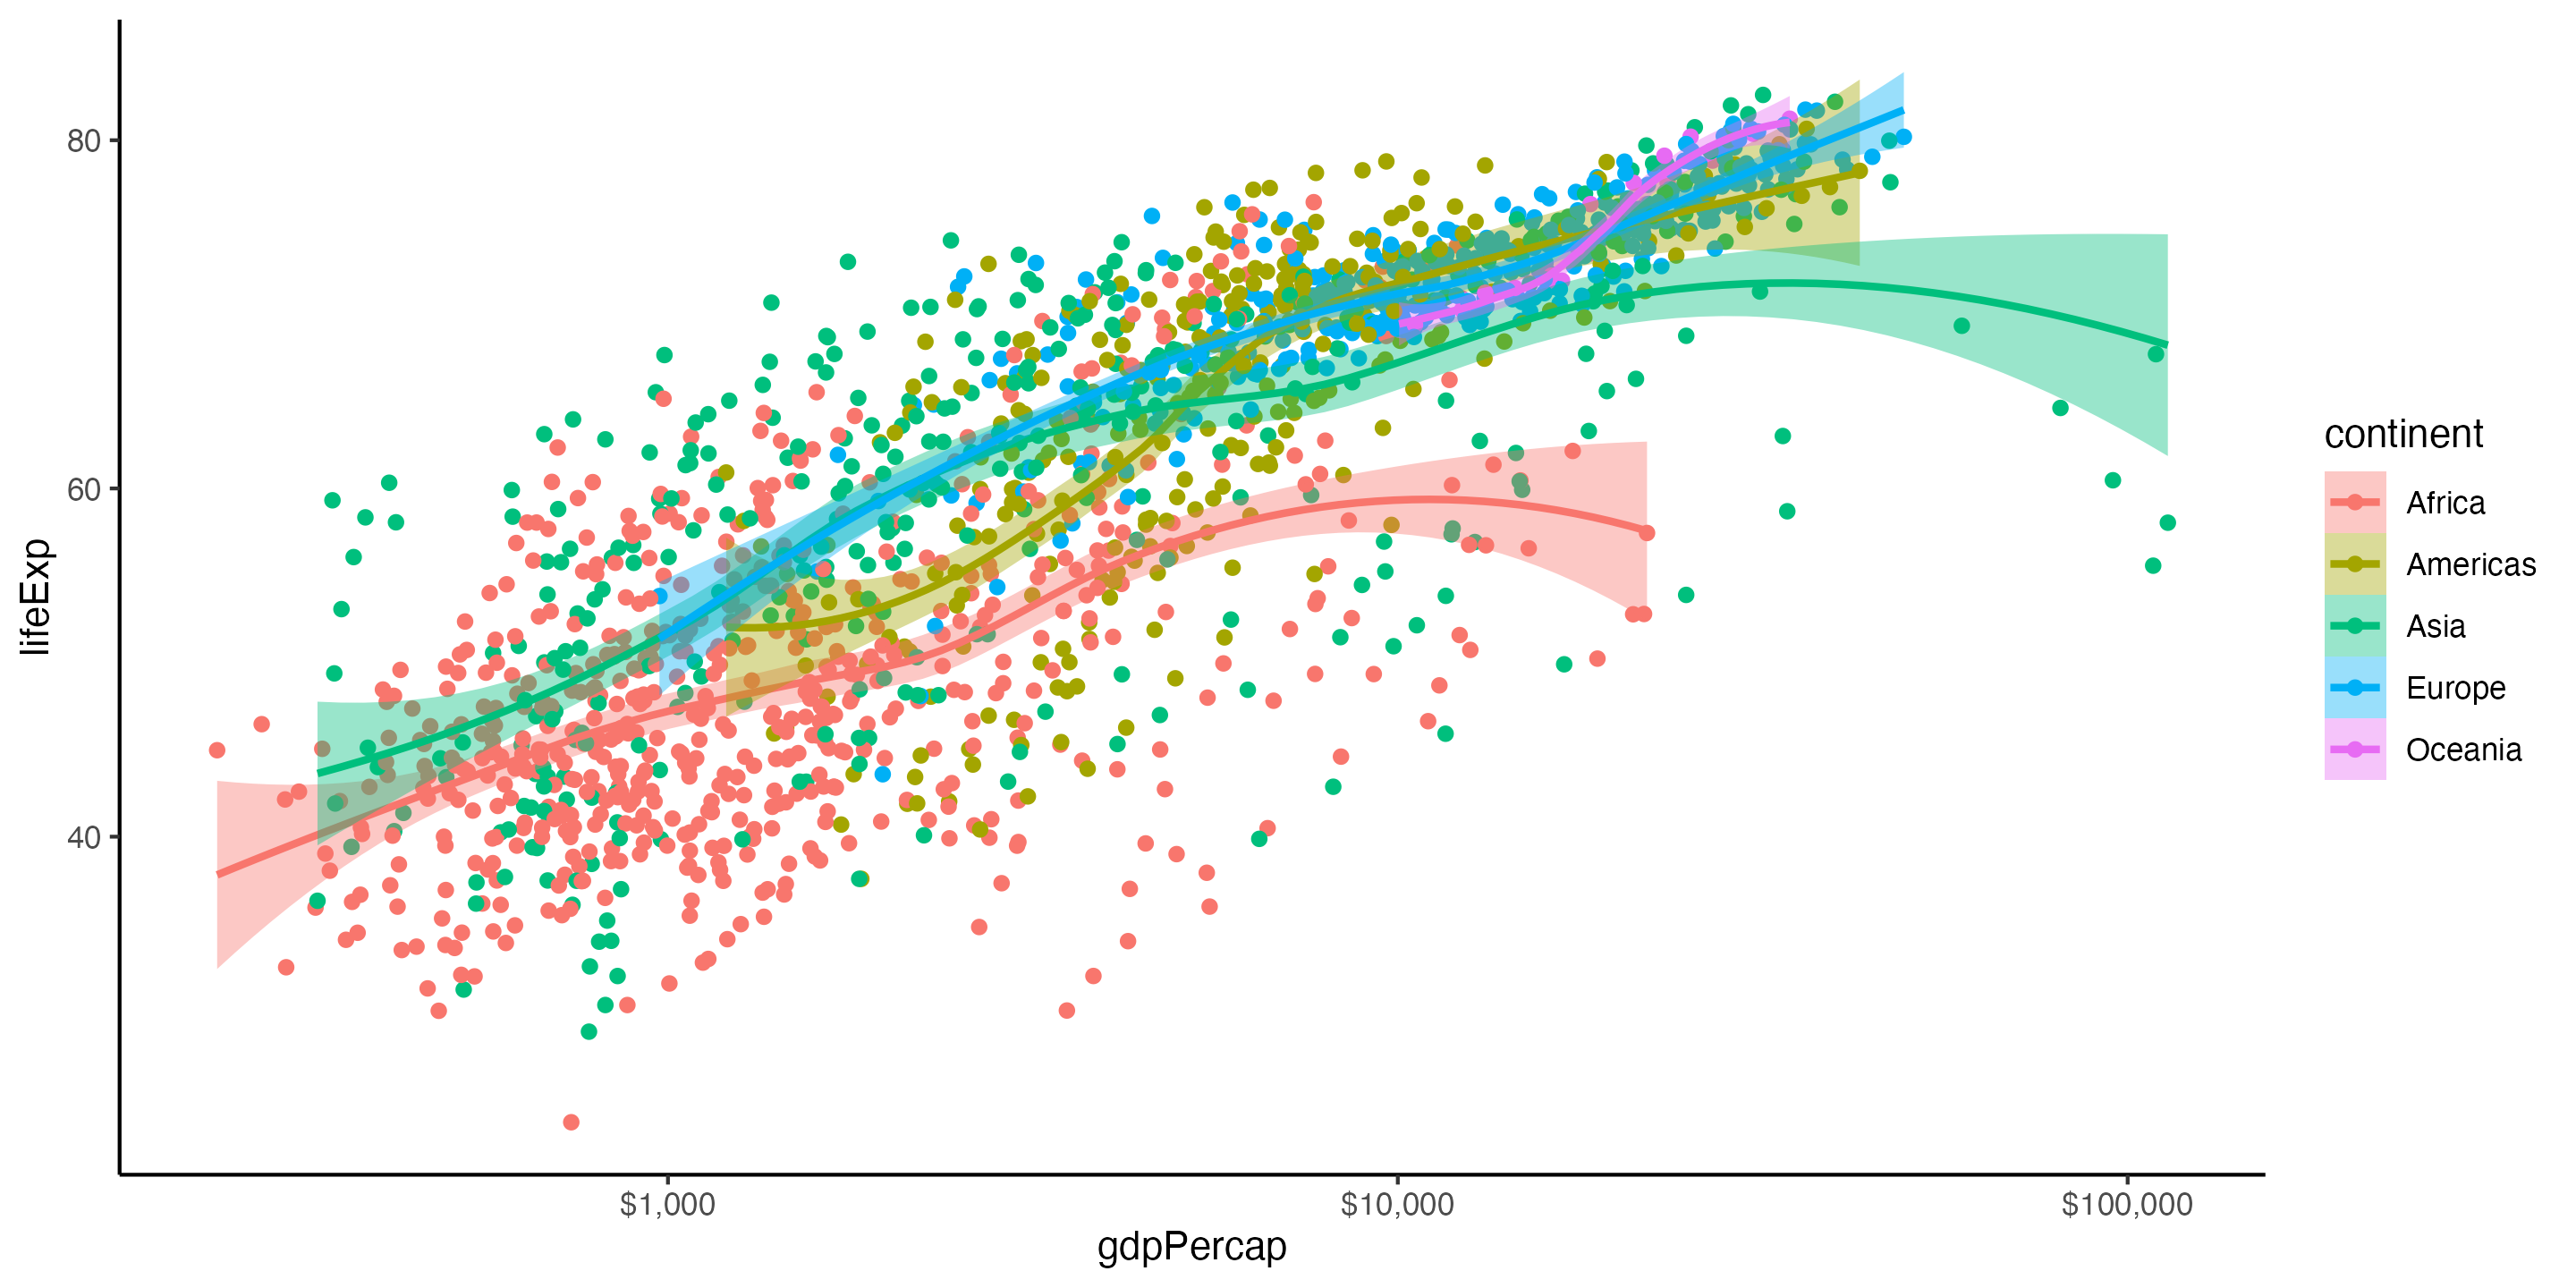 lifeExp
80
60
40
$1,000
$10,000
$100,000
gdpPercap
continent
Africa
Americas
Asia
Europe
Oceania